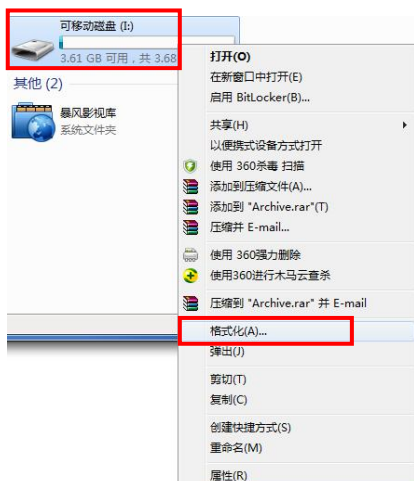 可移动磁盘 (I:)
3.61 GB 可用，共 3.68
其他 (2)
暴风影视库
系统文件夹
打开(O)
在新窗口中打开(E)
启用 BitLocker(B)...
共享(H)
以便携式设备方式打开
使用 360杀毒 扫描
添加到压缩文件(A)...
添加到 "Archive.rar"(T)
压缩并 E-mail...
使用 360强力删除
使用360进行木马云查杀
压缩到 "Archive.rar" 并 E-mail
格式化(A)...
弹出(J)
剪切(T)
复制(C)
创建快捷方式(S)
重命名(M)
属性(R)